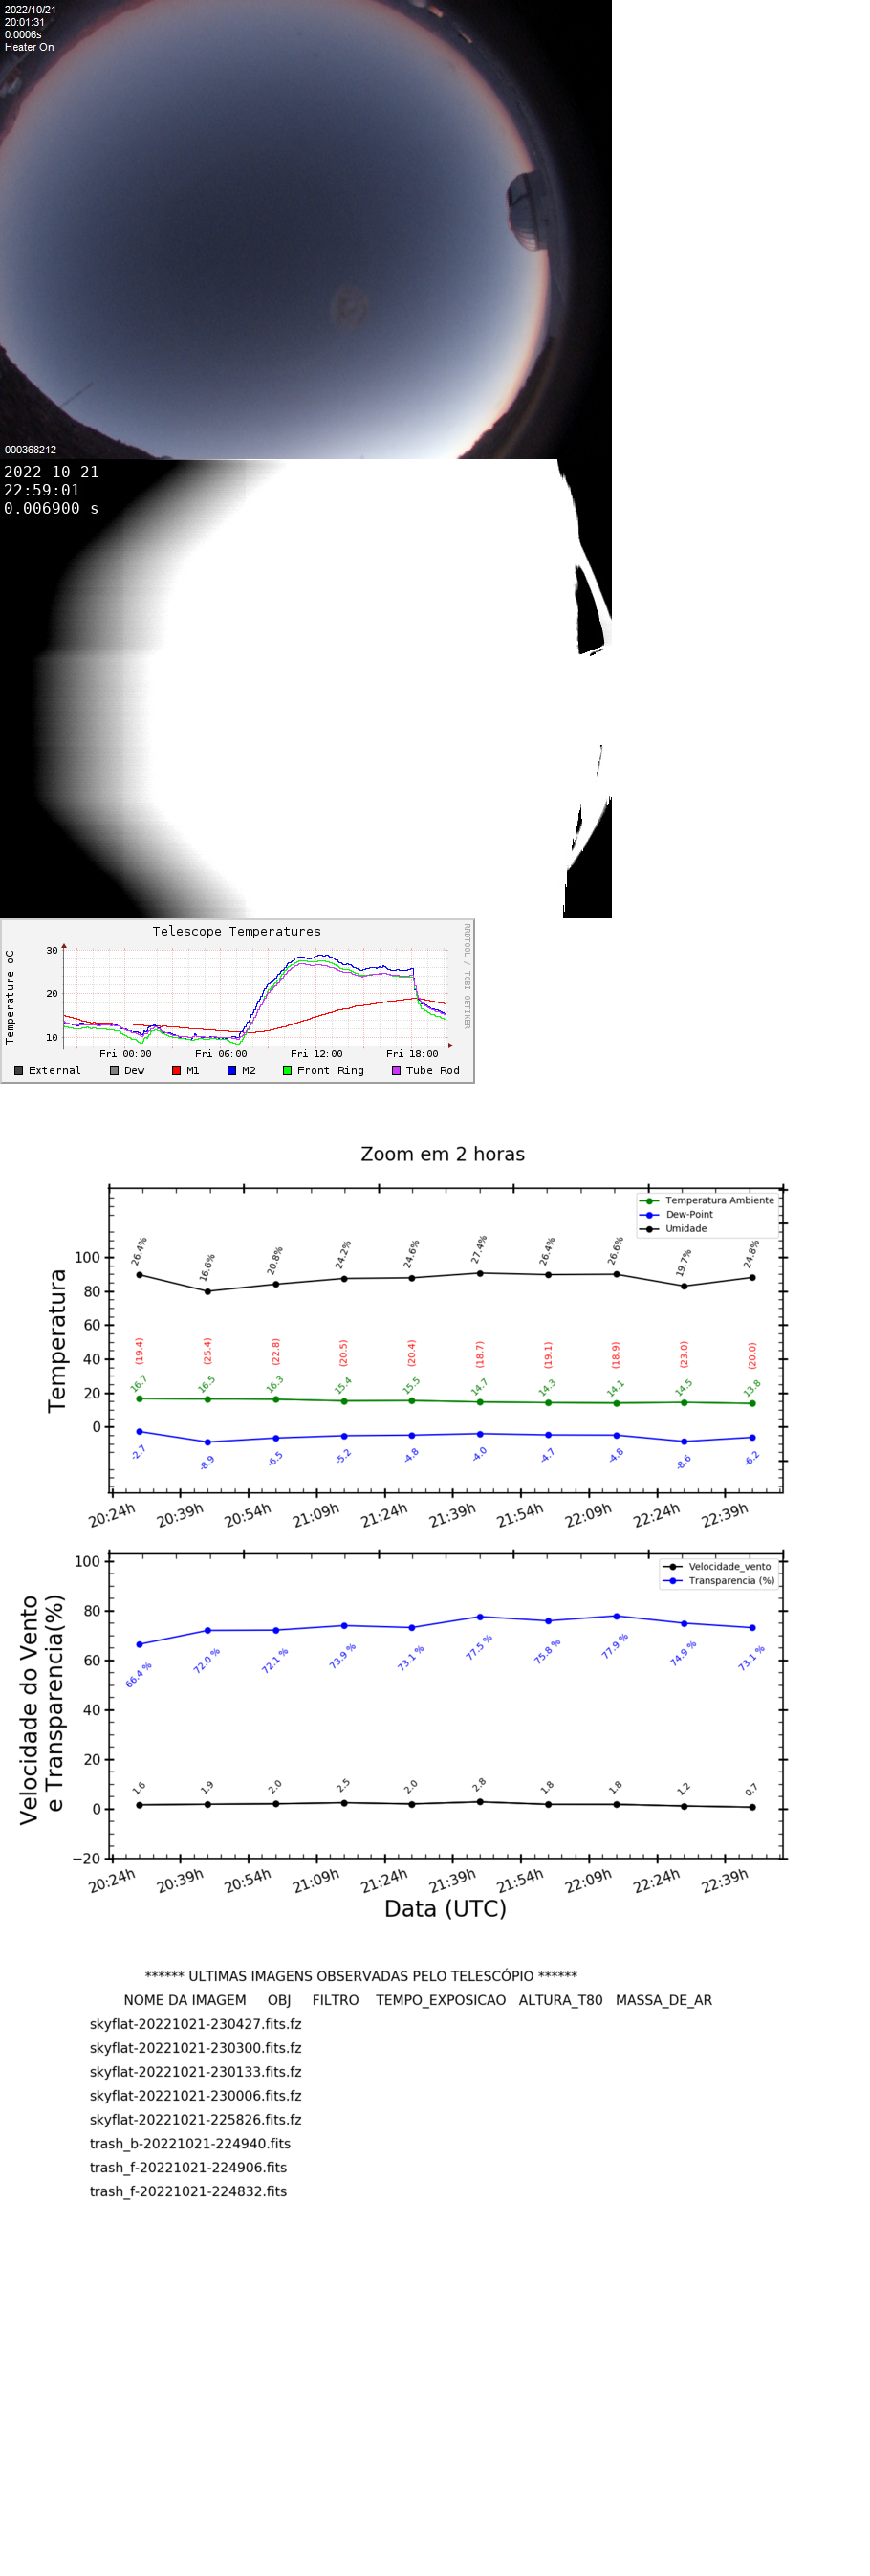 2022/10/21
20:01:31
0.0006s
Heater On
000368212
2022-10-21
22:59:01
0.006900 s
Telescope Temperatures
RRDTOOL / TOBI OETIKER
Temperature oC
30
20
10
Fri 00:00 Fri 06:00 Fri 12:00 Fri 18:00
External Dew M1 M2 Front Ring Tube Rod
Zoom em 2 horas
Temperatura Ambiente
Dew-Point
Umidade
Temperatura
100
80
60
40
20
0
26.4% 16.6% 20.8% 24.2% 24.6% 27.4% 26.4% 26.6% 19.7% 24.8%
(19.4) (25.4) (22.8) (20.5) (20.4) (18.7) (19.1) (18.9) (23.0) (20.0)
16.7 16.5 16.3 15.4 15.5 14.7 14.3 14.1 14.5 13.8
-2.7 -8.9 -6.5 -5.2 -4.8 -4.0 -4.7 -4.8 -8.6 -6.2
20:24h 20:39h 20:54h 21:09h 21:24h 21:39h 21:54h 22:09h 22:24h 22:39h
Velocidade_vento
Transparencia (%)
Velocidade do Vento
e Transparencia(%)
100
80
60
40
20
0
−20
66.4 % 72.0 % 72.1 % 73.9 % 73.1 % 77.5 % 75.8 % 77.9 % 74.9 % 73.1 %
1.6 1.9 2.0 2.5 2.0 2.8 1.8 1.8 1.2 0.7
20:24h 20:39h 20:54h 21:09h 21:24h 21:39h 21:54h 22:09h 22:24h 22:39h
Data (UTC)
****** ULTIMAS IMAGENS OBSERVADAS PELO TELESCÓPIO ******
NOME DA IMAGEM OBJ FILTRO TEMPO_EXPOSICAO ALTURA_T80 MASSA_DE_AR
skyflat-20221021-230427.fits.fz
skyflat-20221021-230300.fits.fz
skyflat-20221021-230133.fits.fz
skyflat-20221021-230006.fits.fz
skyflat-20221021-225826.fits.fz
trash_b-20221021-224940.fits
trash_f-20221021-224906.fits
trash_f-20221021-224832.fits